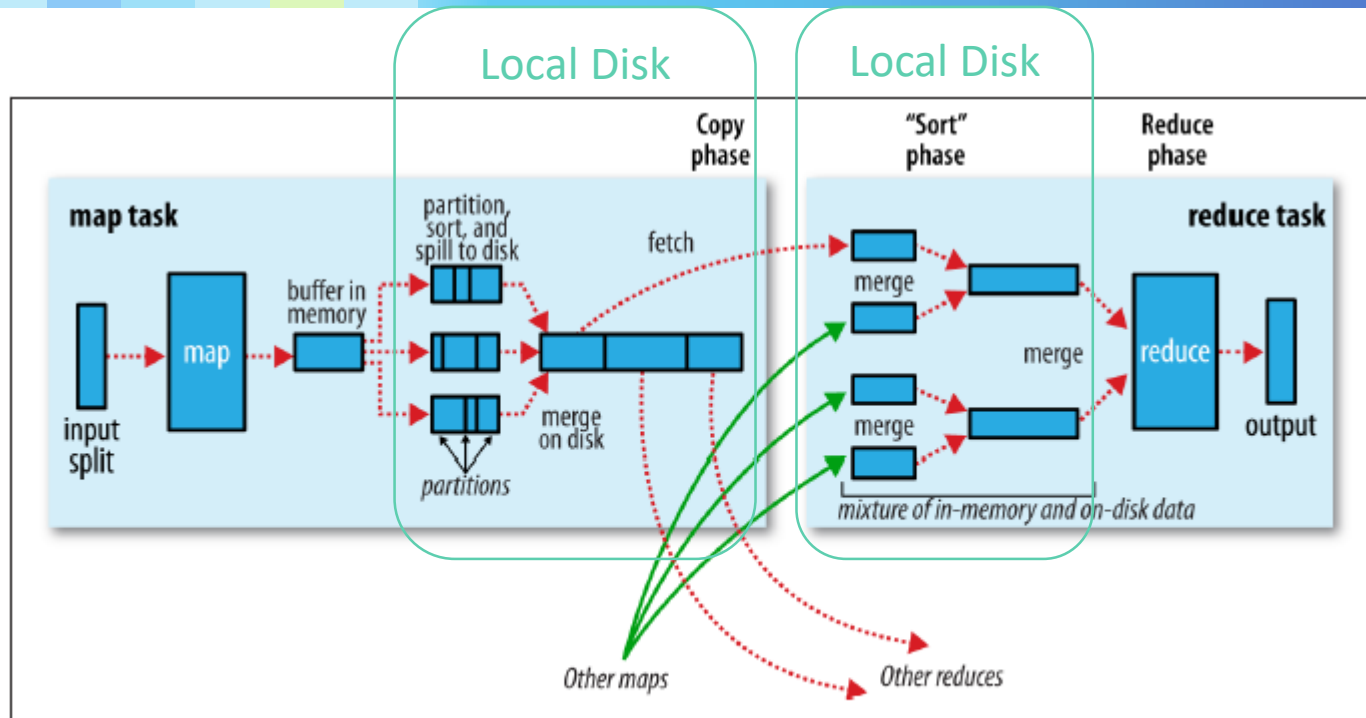 Local Disk
Local Disk
Copy
phase
"Sort"
phase
Reduce
phase
map task
partition,
sort, and
spill to disk
fetch
reduce task
buffer in
memory
map
merge
merge
reduce
input
split
merge
on disk
merge
output
partitions
mixture of in-memory and on-disk data
Other maps
Other reduces